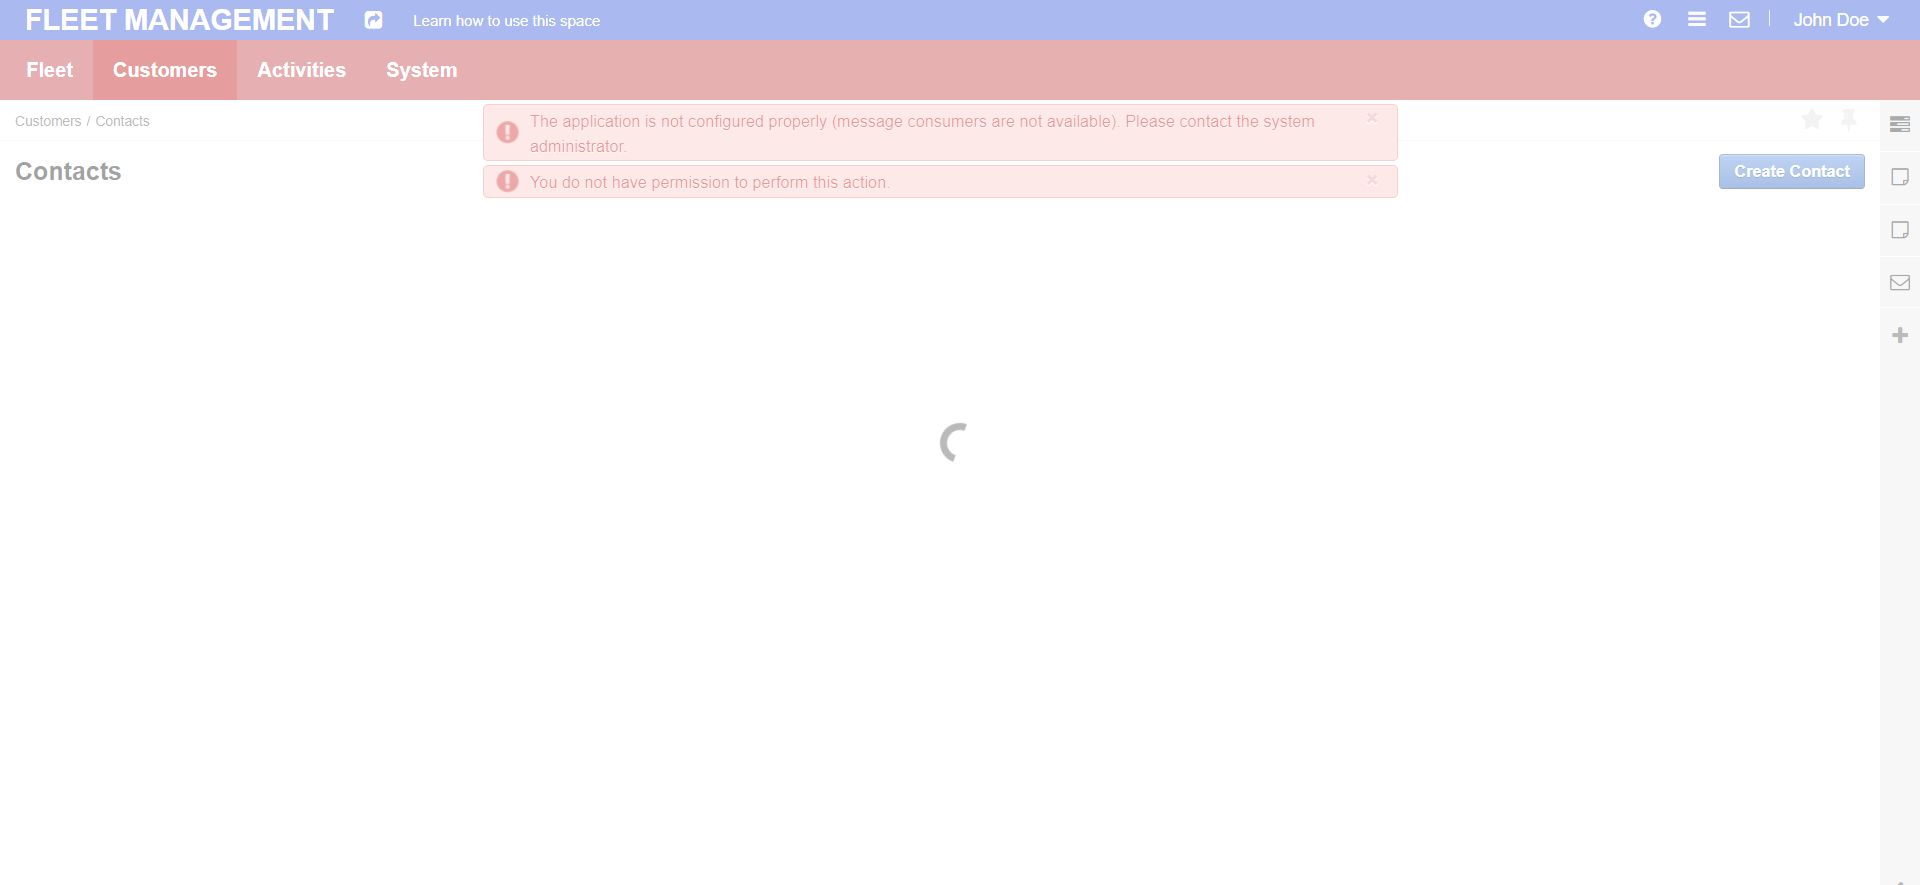 FLEET MANAGEMENT
Learn how to use this space
John Doe
Fleet
Customers
Activities
System
Customers / Contacts
The application is not configured properly (message consumers are not available). Please contact the system
administrator.
You do not have permission to perform this action.
Contacts
Create Contact